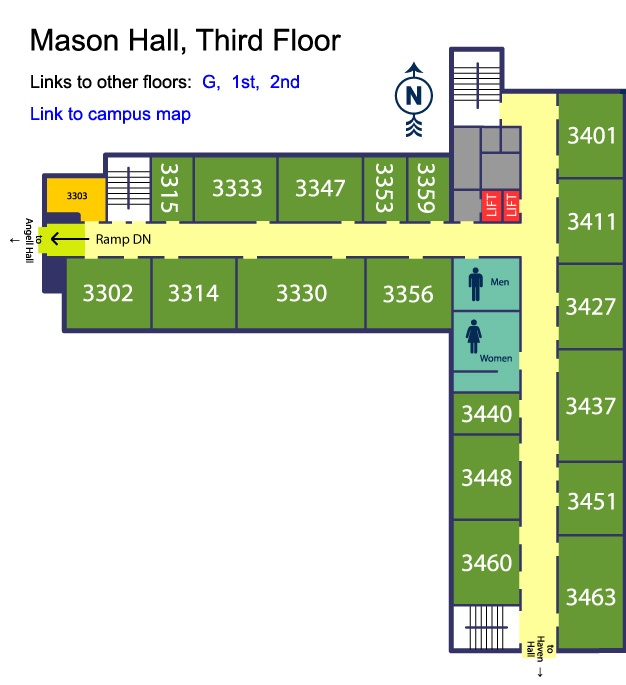 Mason Hall, Third Floor
Links to other floors: G, 1st, 2nd
Link to campus map
N
3401
3303
3315
3333
3347
3353
3359
LIFT
LIFT
3411
to
Angell Hall
←
Ramp DN
3302
3314
3330
3356
Men
3427
Women
3440
3437
3448
3451
3460
3463
to
Haven
Hall
→